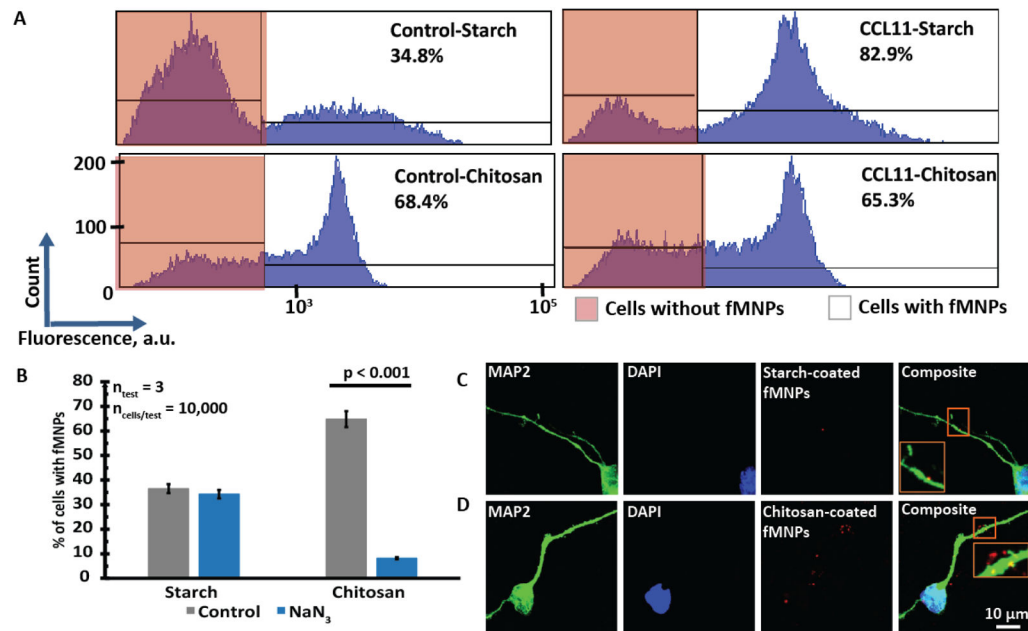 A
Control-Starch
34.8%
CCL11-Starch
82.9%
200
100
0
Control-Chitosan
68.4%
CCL11-Chitosan
65.3%
10³
10⁵
Count
Fluorescence, a.u.
Cells without fMNPs
Cells with fMNPs
B
80
70
60
50
40
30
20
10
0
% of cells with fMNPs
n_test = 3
n_cells/test = 10,000
p < 0.001
Starch
Chitosan
Control
NaN₃
C
MAP2
DAPI
Starch-coated
fMNPs
Composite
D
MAP2
DAPI
Chitosan-coated
fMNPs
Composite
10 μm